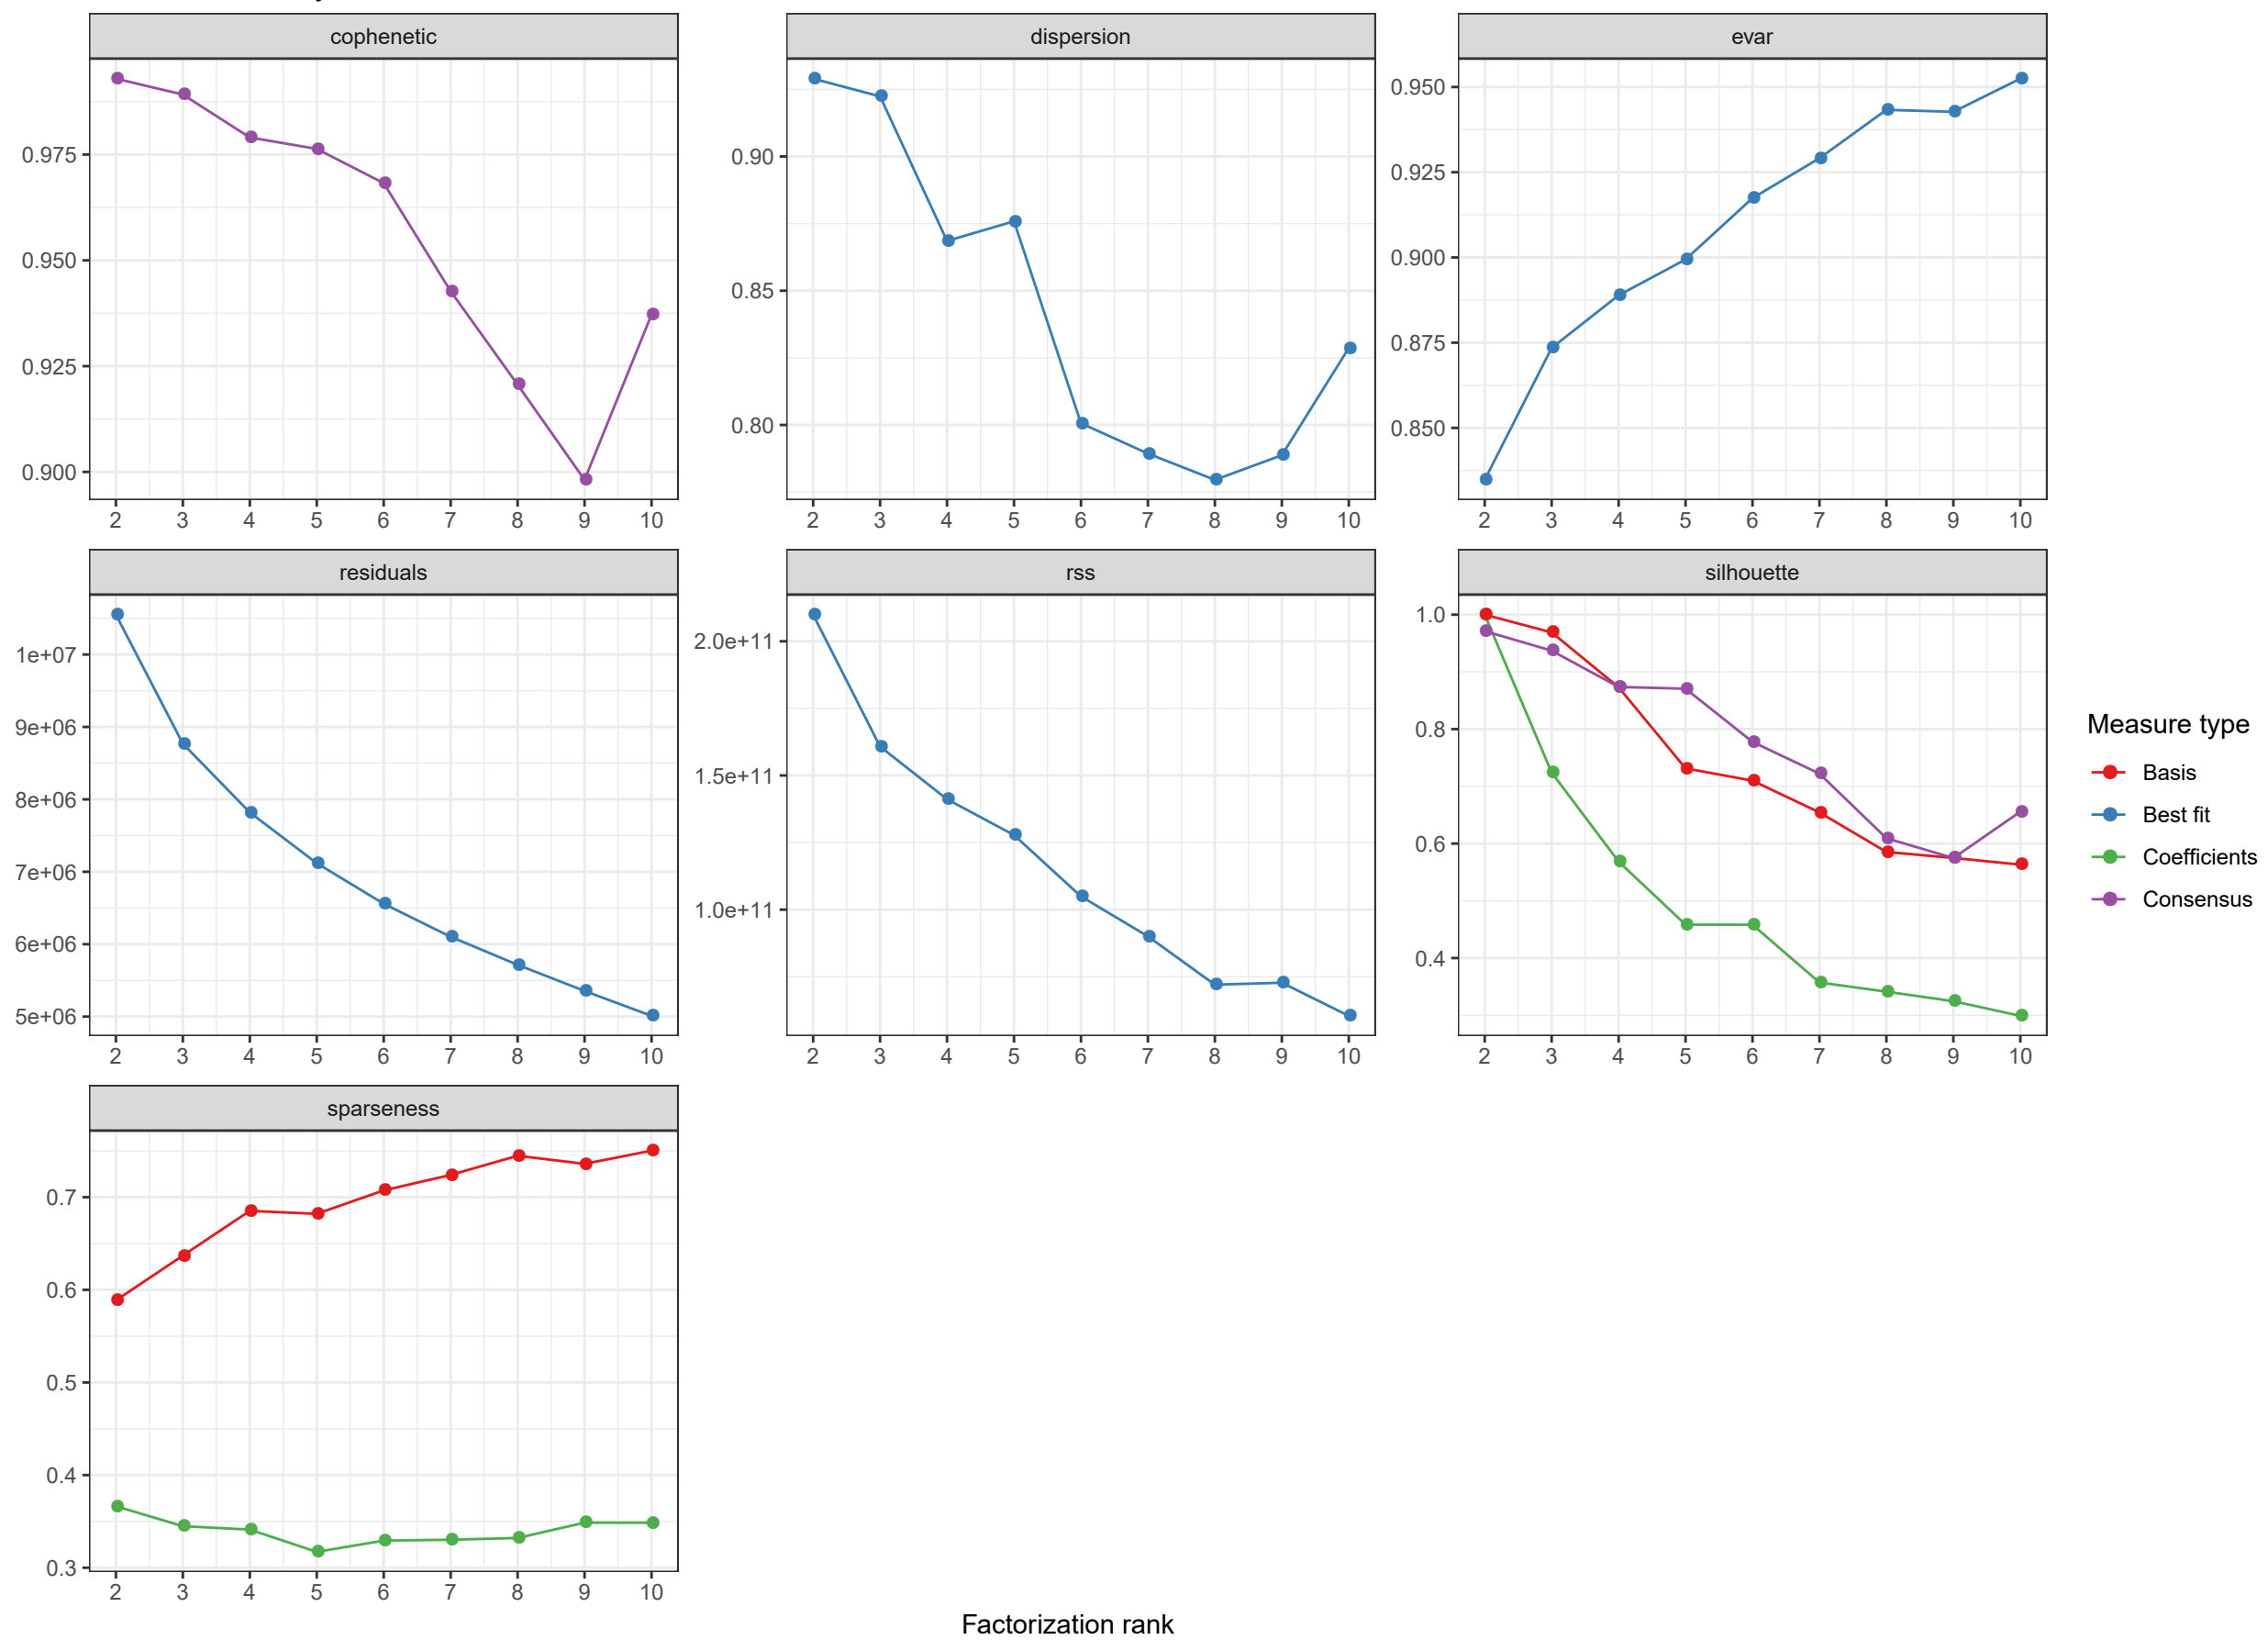 cophenetic
dispersion
evar
0.975
0.950
0.925
0.900
2 3 4 5 6 7 8 9 10
0.90
0.85
0.80
2 3 4 5 6 7 8 9 10
0.950
0.925
0.900
0.875
0.850
2 3 4 5 6 7 8 9 10
residuals
rss
silhouette
1e+07
9e+06
8e+06
7e+06
6e+06
5e+06
2 3 4 5 6 7 8 9 10
2.0e+11
1.5e+11
1.0e+11
2 3 4 5 6 7 8 9 10
1.0
0.8
0.6
0.4
2 3 4 5 6 7 8 9 10
Measure type
Basis
Best fit
Coefficients
Consensus
sparseness
0.7
0.6
0.5
0.4
0.3
2 3 4 5 6 7 8 9 10
Factorization rank